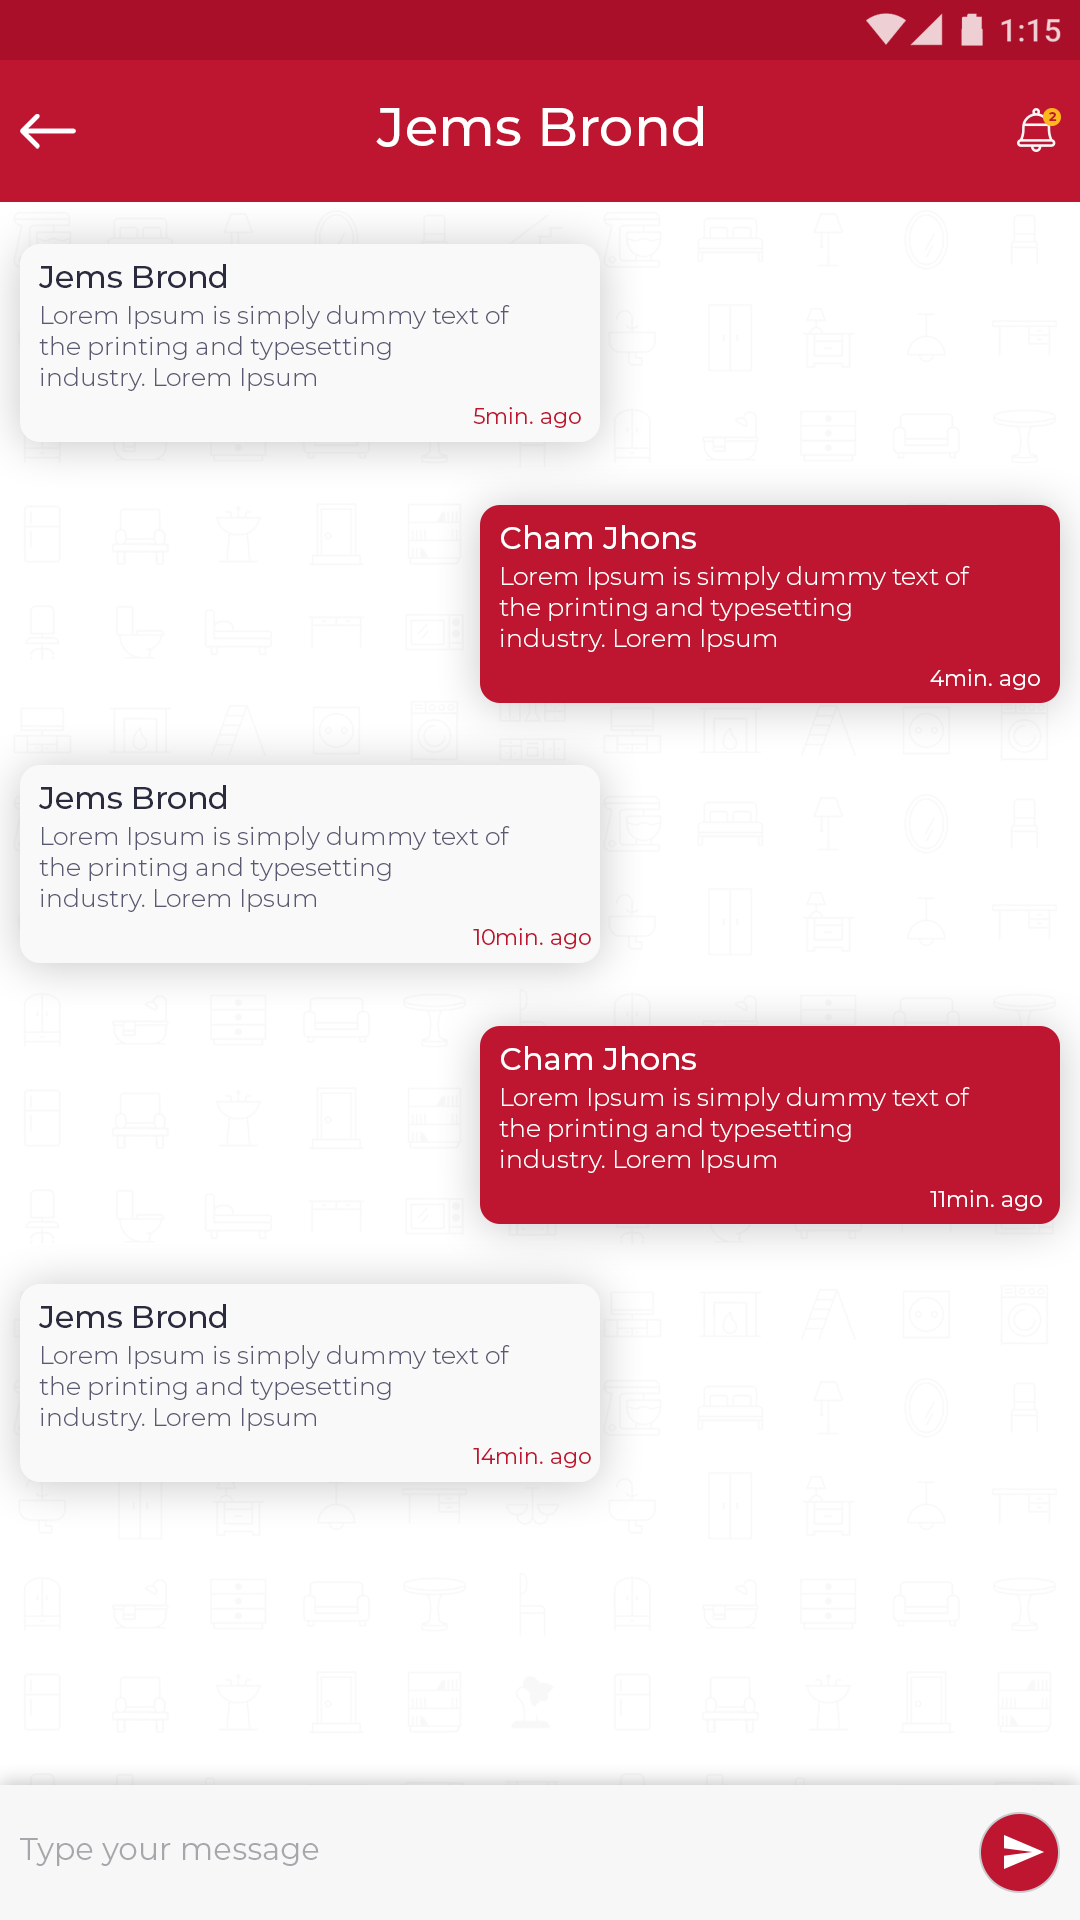 1:15
Jems Brond
2
Jems Brond
Lorem Ipsum is simply dummy text of
the printing and typesetting
industry. Lorem Ipsum
5min. ago
Cham Jhons
Lorem Ipsum is simply dummy text of
the printing and typesetting
industry. Lorem Ipsum
4min. ago
Jems Brond
Lorem Ipsum is simply dummy text of
the printing and typesetting
industry. Lorem Ipsum
10min. ago
Cham Jhons
Lorem Ipsum is simply dummy text of
the printing and typesetting
industry. Lorem Ipsum
11min. ago
Jems Brond
Lorem Ipsum is simply dummy text of
the printing and typesetting
industry. Lorem Ipsum
14min. ago
Type your message